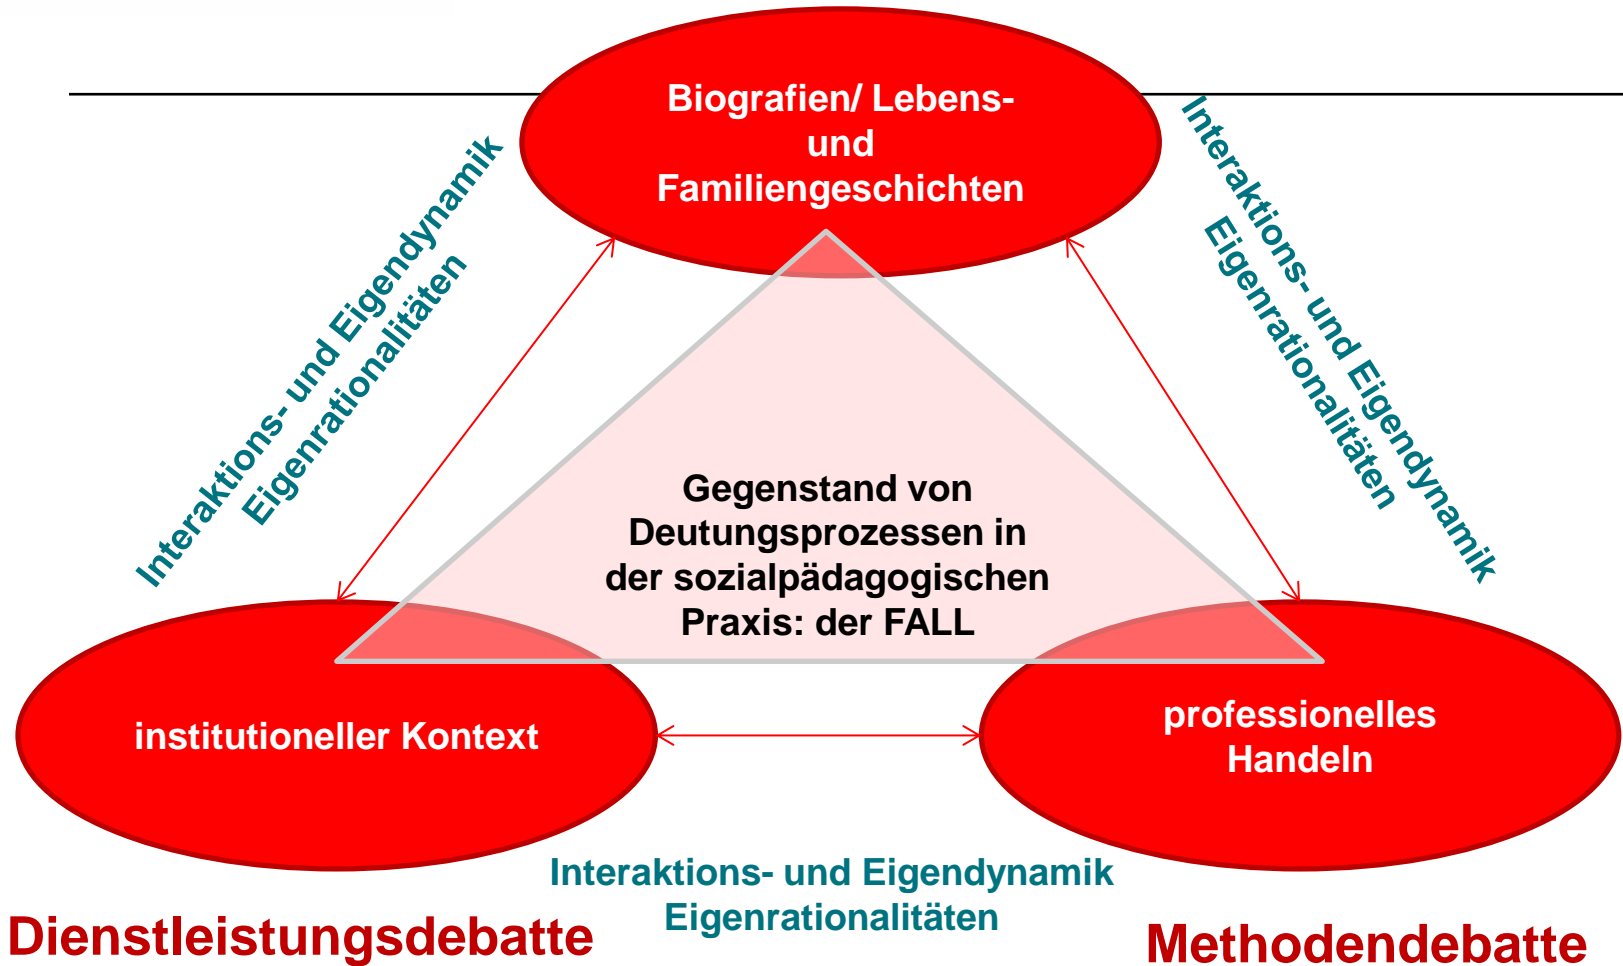 Biografien/ Lebens-
und
Familiengeschichten
Interaktions- und Eigendynamik
Eigenrationalitäten
Interaktions- und Eigendynamik
Eigenrationalitäten
Gegenstand von
Deutungsprozessen in
der sozialpädagogischen
Praxis: der FALL
institutioneller Kontext
professionelles
Handeln
Interaktions- und Eigendynamik
Eigenrationalitäten
Dienstleistungsdebatte
Methodendebatte